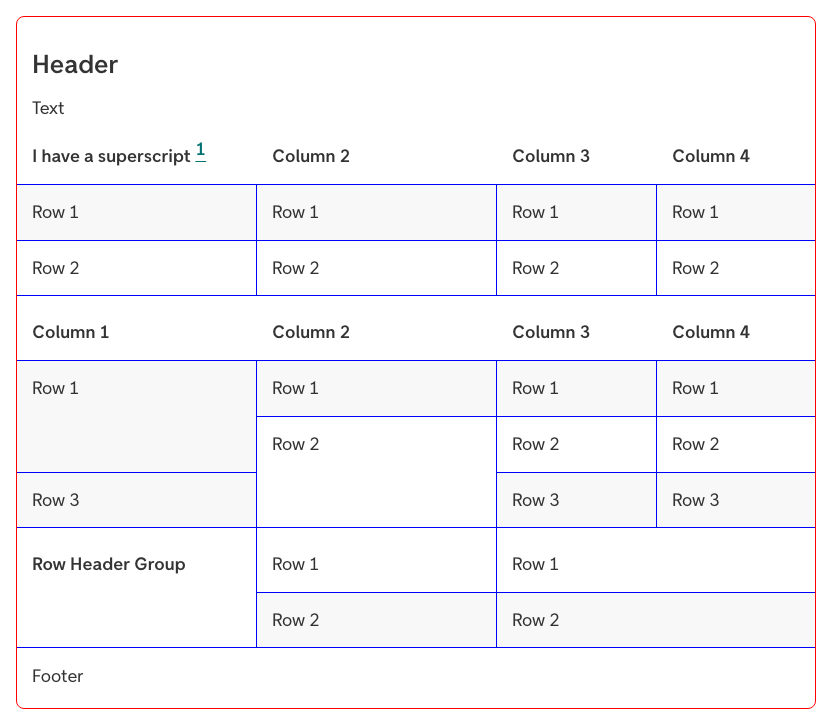 Header
Text
I have a superscript 1 Column 2 Column 3 Column 4
Row 1 Row 1 Row 1 Row 1
Row 2 Row 2 Row 2 Row 2
Column 1 Column 2 Column 3 Column 4
Row 1 Row 1 Row 1 Row 1
Row 2 Row 2 Row 2
Row 3 Row 3 Row 3
Row Header Group Row 1 Row 1
Row 2 Row 2
Footer